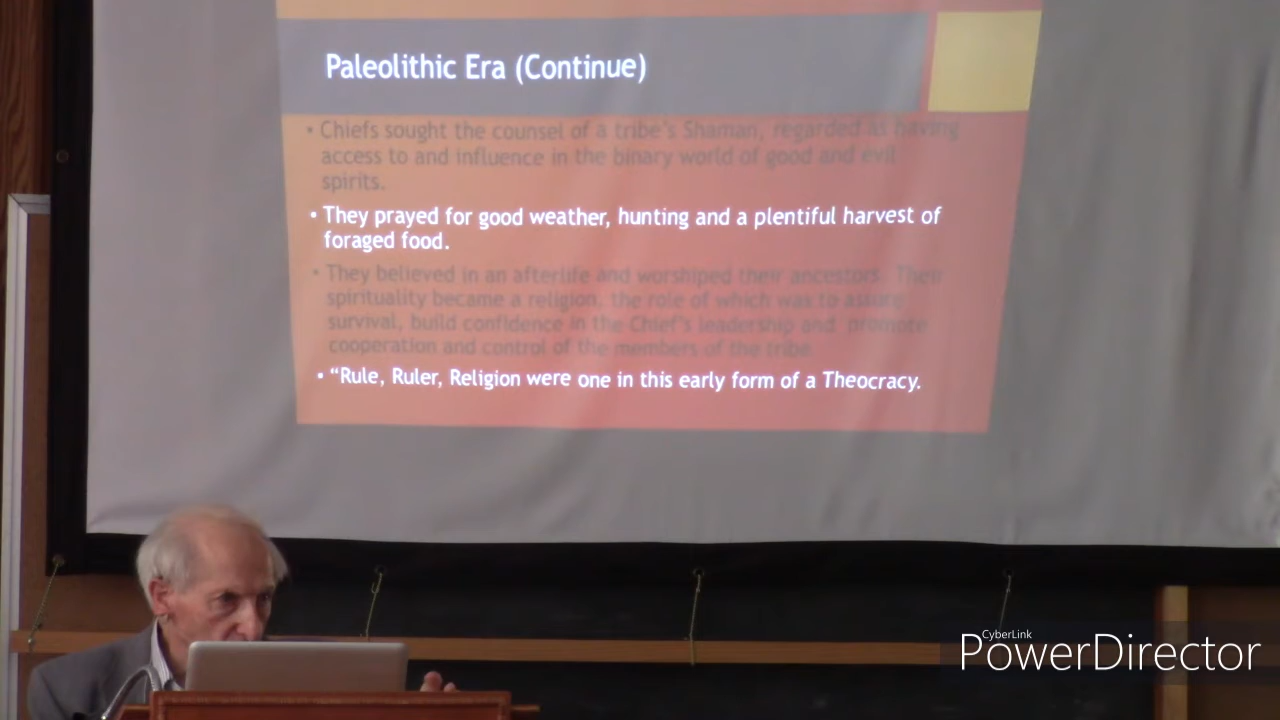 Paleolithic Era (Continue)
• Chiefs sought the counsel of a tribe's Shaman, regarded as having
access to and influence in the binary world of good and evil
spirits.
• They prayed for good weather, hunting and a plentiful harvest of
foraged food.
• They believed in an afterlife and worshiped their ancestors. Their
spirituality became a religion, the role of which was to assure
survival, build confidence in the Chief's leadership and promote
cooperation and control of the members of the tribe
• “Rule, Ruler, Religion were one in this early form of a Theocracy.
CyberLink
PowerDirector